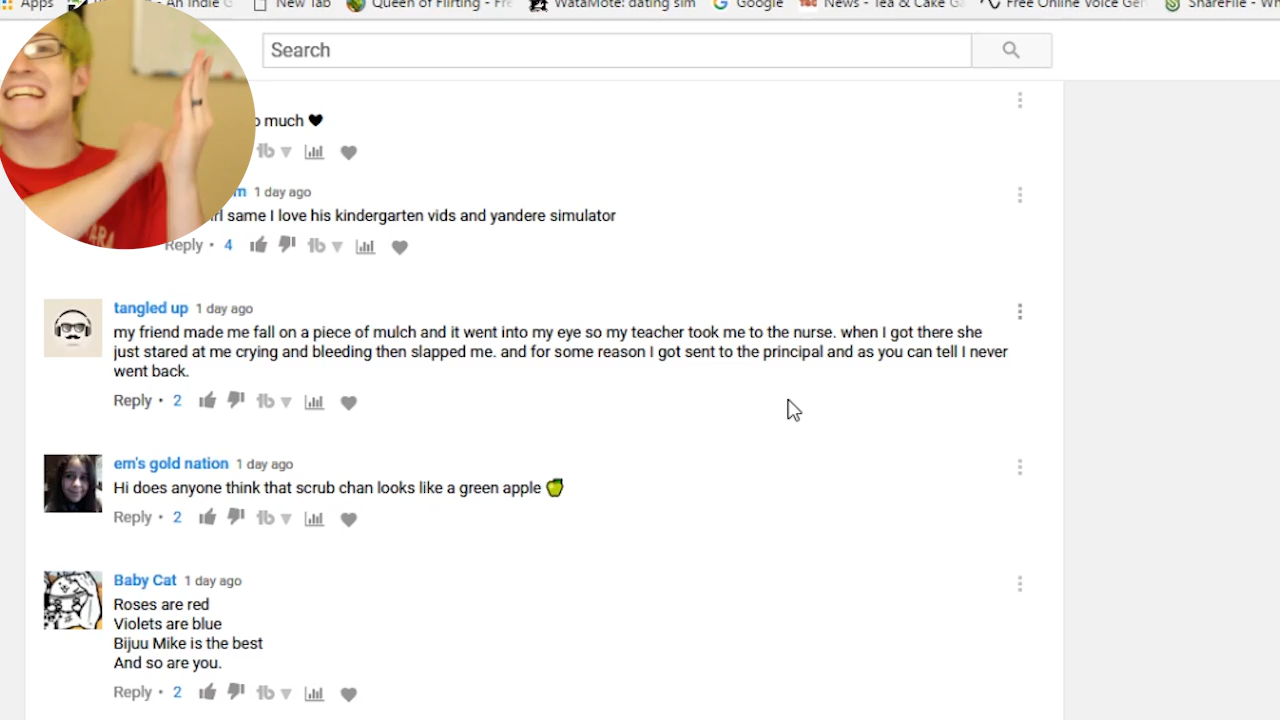 Apps
An Indie G
New Tab
Queen of Flirting - Fre
WataMote: dating sim
Google
News - Tea & Cake G
Free Online Voice Gen
ShareFile - Wh
Search
much ♥
1 day ago
same I love his kindergarten vids and yandere simulator
Reply • 4
tangled up 1 day ago
my friend made me fall on a piece of mulch and it went into my eye so my teacher took me to the nurse. when I got there she
just stared at me crying and bleeding then slapped me. and for some reason I got sent to the principal and as you can tell I never
went back.
Reply • 2
em's gold nation 1 day ago
Hi does anyone think that scrub chan looks like a green apple 🍏
Reply • 2
Baby Cat 1 day ago
Roses are red
Violets are blue
Bijuu Mike is the best
And so are you.
Reply • 2